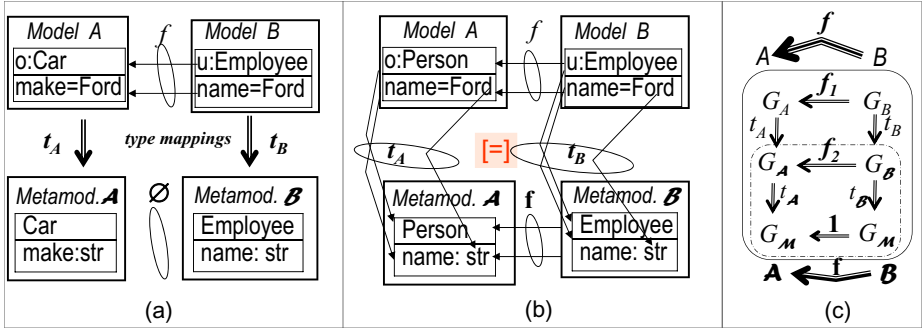 Model A
f
Model B
o:Car
make=Ford
u:Employee
name=Ford
t_A
type mappings
t_B
Metamod. 𝓐
∅
Metamod. 𝓑
Car
make:str
Employee
name: str
(a)
Model A
f
Model B
o:Person
name=Ford
u:Employee
name=Ford
t_A
[=]
t_B
Metamod. 𝓐
f
Metamod. 𝓑
Person
name: str
Employee
name: str
(b)
f
A B
f_1
G_A G_B
t_A t_B
f_2
G_𝓐 G_𝓑
t_𝓐 t_𝓑
1
G_𝓜 G_𝓜
f
𝓐 𝓑
(c)